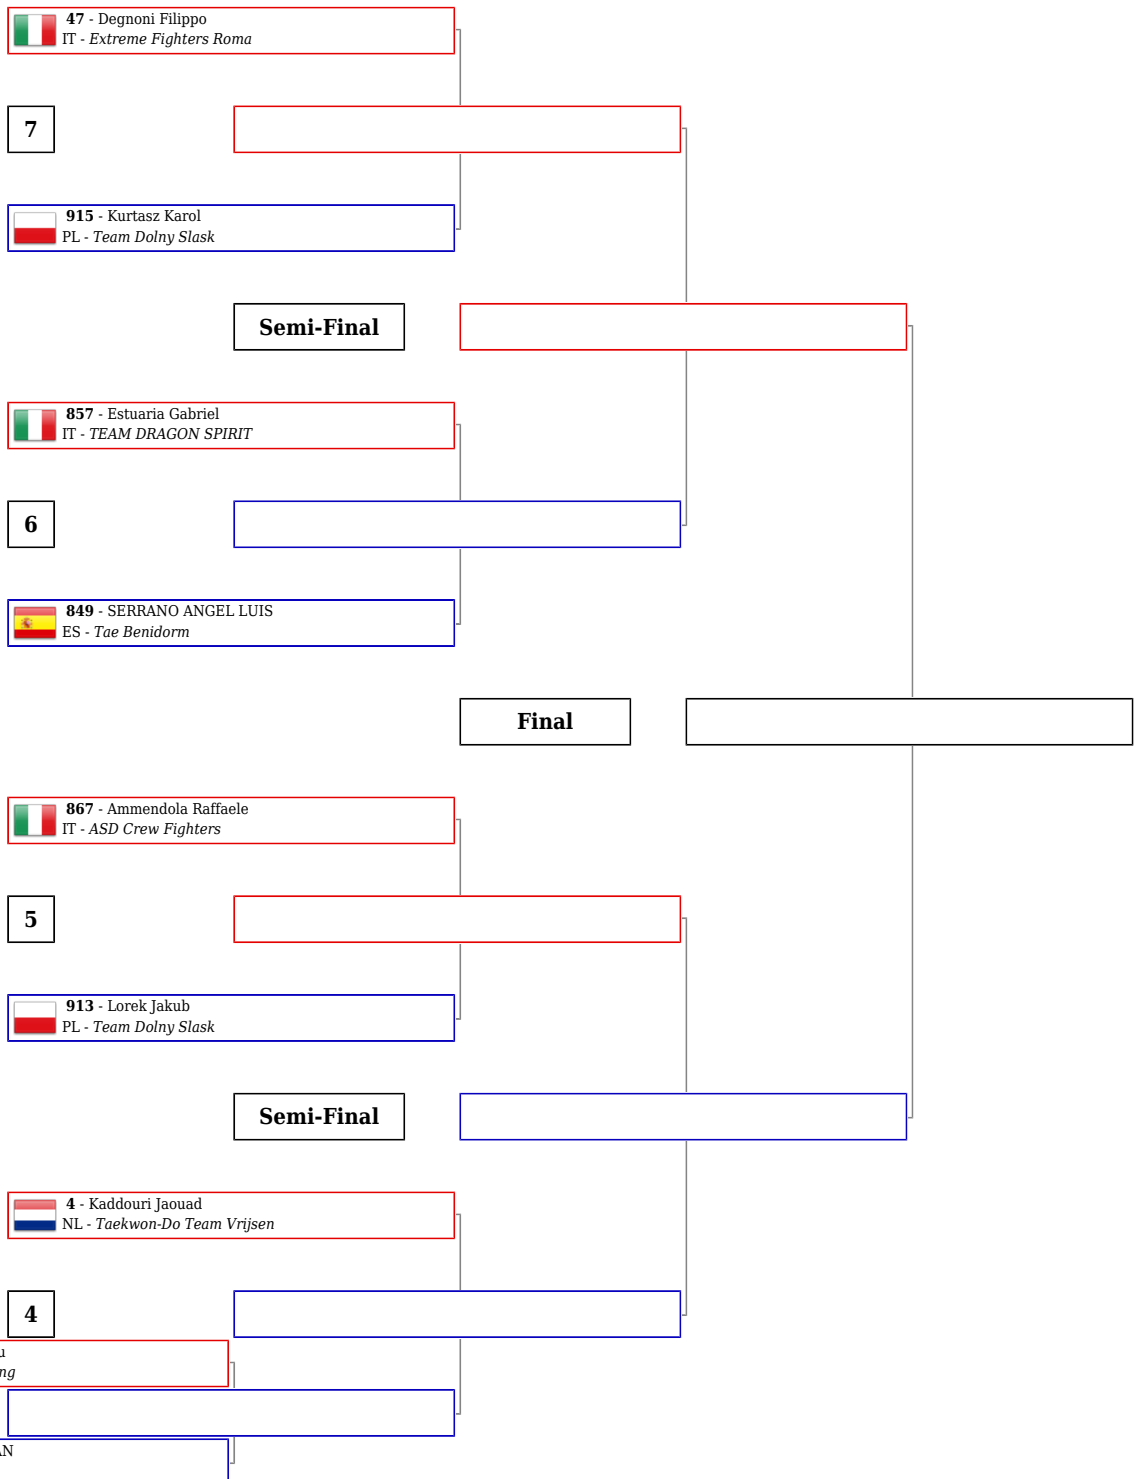 47 - Degnoni Filippo
IT - Extreme Fighters Roma
7
915 - Kurtasz Karol
PL - Team Dolny Slask
Semi-Final
857 - Estuaria Gabriel
IT - TEAM DRAGON SPIRIT
6
849 - SERRANO ANGEL LUIS
ES - Tae Benidorm
Final
867 - Ammendola Raffaele
IT - ASD Crew Fighters
5
913 - Lorek Jakub
PL - Team Dolny Slask
Semi-Final
4 - Kaddouri Jaouad
NL - Taekwon-Do Team Vrijsen
4